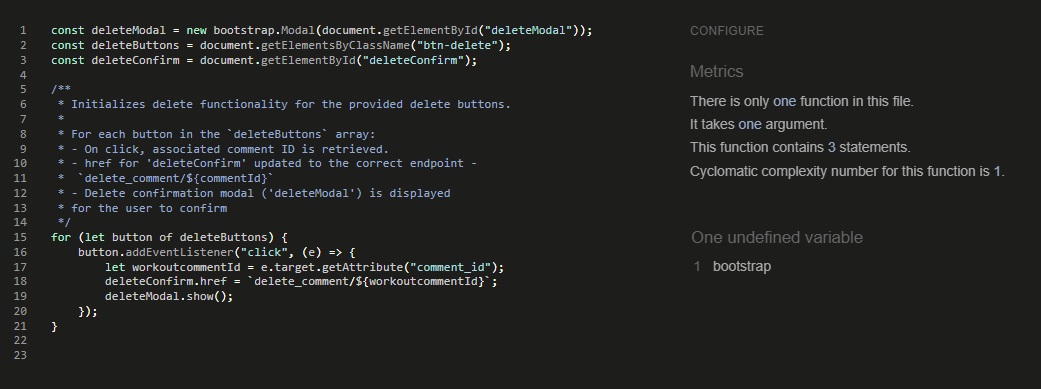 1 const deleteModal = new bootstrap.Modal(document.getElementById("deleteModal"));
2 const deleteButtons = document.getElementsByClassName("btn-delete");
3 const deleteConfirm = document.getElementById("deleteConfirm");
4
5 /**
6  * Initializes delete functionality for the provided delete buttons.
7  *
8  * For each button in the `deleteButtons` array:
9  * - On click, associated comment ID is retrieved.
10  * - href for 'deleteConfirm' updated to the correct endpoint -
11  *  `delete_comment/${commentId}`
12  * - Delete confirmation modal ('deleteModal') is displayed
13  * for the user to confirm
14  */
15 for (let button of deleteButtons) {
16     button.addEventListener("click", (e) => {
17         let workoutcommentId = e.target.getAttribute("comment_id");
18         deleteConfirm.href = `delete_comment/${workoutcommentId}`;
19         deleteModal.show();
20     });
21 }
22
23
CONFIGURE
Metrics
There is only one function in this file.
It takes one argument.
This function contains 3 statements.
Cyclomatic complexity number for this function is 1.
One undefined variable
1 bootstrap